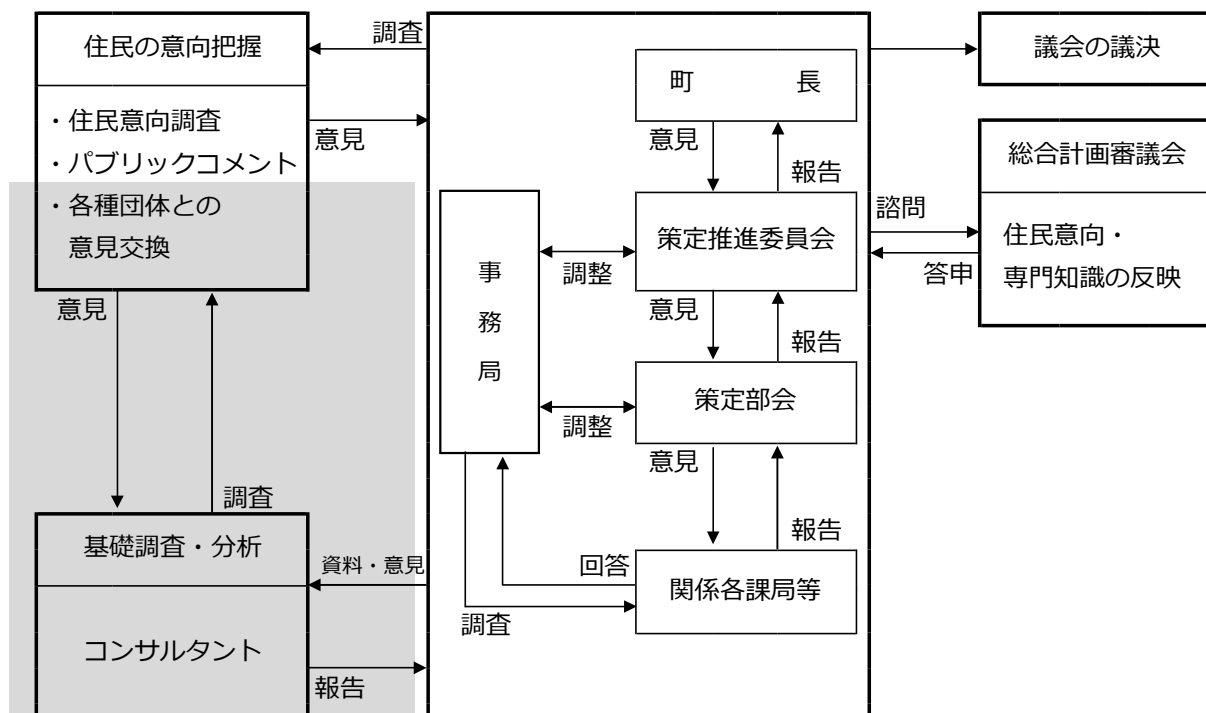 住民の意向把握
・住民意向調査
・パブリックコメント
・各種団体との
意見交換
調査
意見
意見
調査
基礎調査・分析
コンサルタント
資料・意見
報告
町　　　長
意見
報告
策定推進委員会
調整
意見
報告
事務局
策定部会
調整
意見
報告
関係各課局等
回答
調査
議会の議決
総合計画審議会
諮問
答申
住民意向・
専門知識の反映